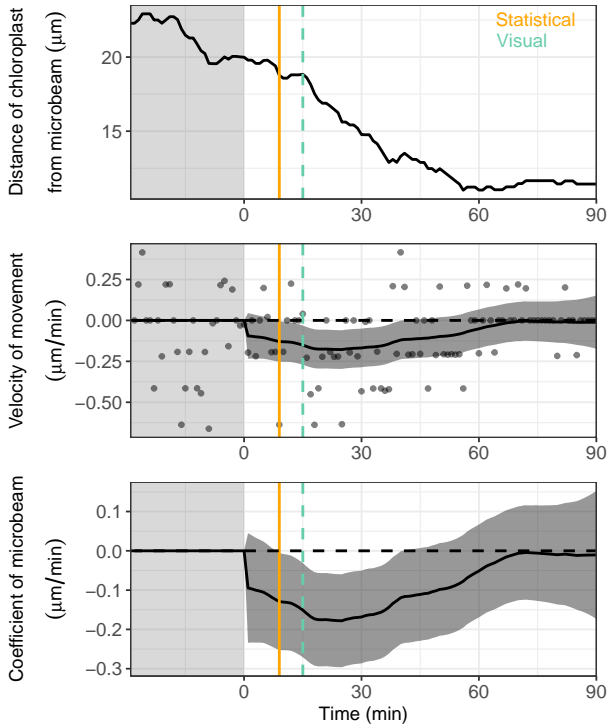 Distance of chloroplast
from microbeam (μm)
20
15
Statistical
Visual
0
30
60
90
Velocity of movement
(μm/min)
0.25
0.00
−0.25
−0.50
0
30
60
90
Coefficient of microbeam
(μm/min)
0.1
0.0
−0.1
−0.2
−0.3
0
30
60
90
Time (min)